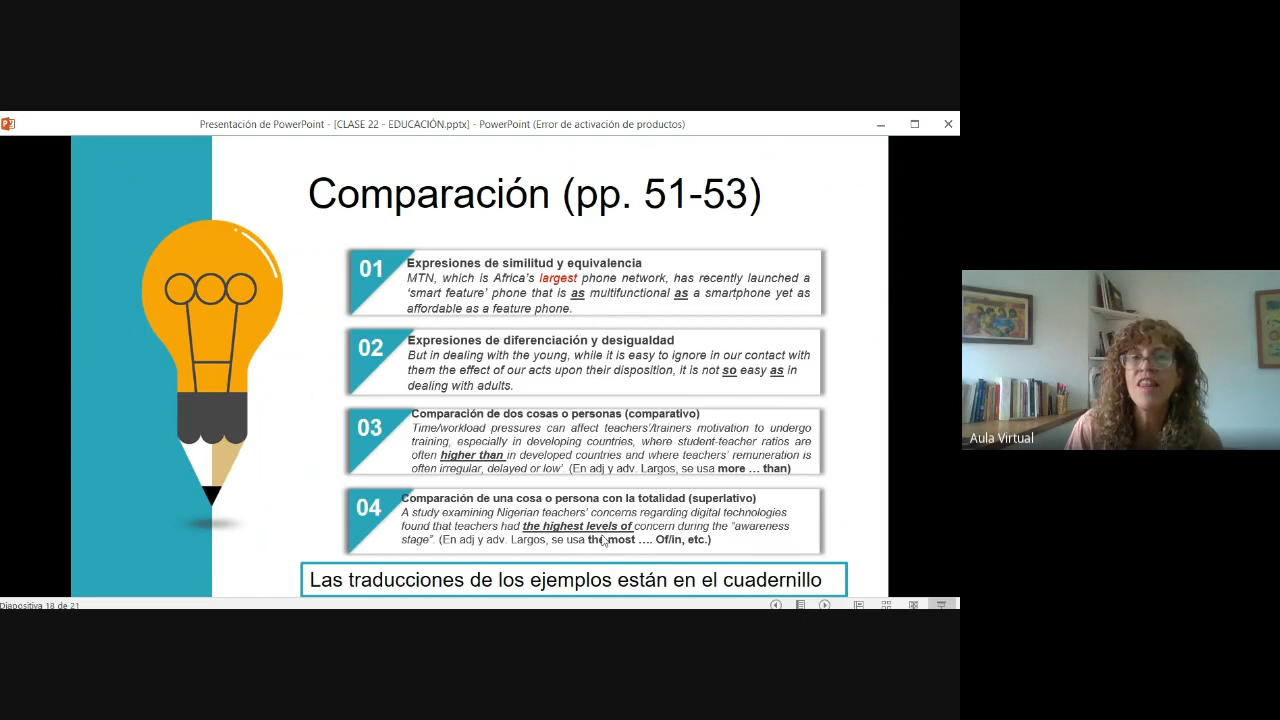 Presentación de PowerPoint - [CLASE 22 - EDUCACIÓN.pptx] - PowerPoint (Error de activación de productos)
Comparación (pp. 51-53)
01
Expresiones de similitud y equivalencia
MTN, which is Africa's largest phone network, has recently launched a
'smart feature' phone that is as multifunctional as a smartphone yet as
affordable as a feature phone.
02
Expresiones de diferenciación y desigualdad
But in dealing with the young, while it is easy to ignore in our contact with
them the effect of our acts upon their disposition, it is not so easy as in
dealing with adults.
03
Comparación de dos cosas o personas (comparativo)
Time/workload pressures can affect teachers'/trainers motivation to undergo
training, especially in developing countries, where student-teacher ratios are
often higher than in developed countries and where teachers' remuneration is
often irregular, delayed or low'. (En adj y adv. Largos, se usa more ... than)
04
Comparación de una cosa o persona con la totalidad (superlativo)
A study examining Nigerian teachers' concerns regarding digital technologies
found that teachers had the highest levels of concern during the "awareness
stage". (En adj y adv. Largos, se usa the most .... Of/in, etc.)
Las traducciones de los ejemplos están en el cuadernillo
Diapositiva 18 de 21
Aula Virtual